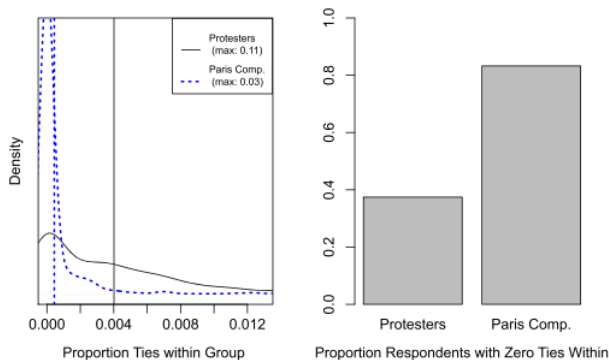 Protesters
(max: 0.11)
Paris Comp.
(max: 0.03)
Density
0.000 0.004 0.008 0.012
Proportion Ties within Group
1.0
0.8
0.6
0.4
0.2
0.0
Protesters Paris Comp.
Proportion Respondents with Zero Ties Within